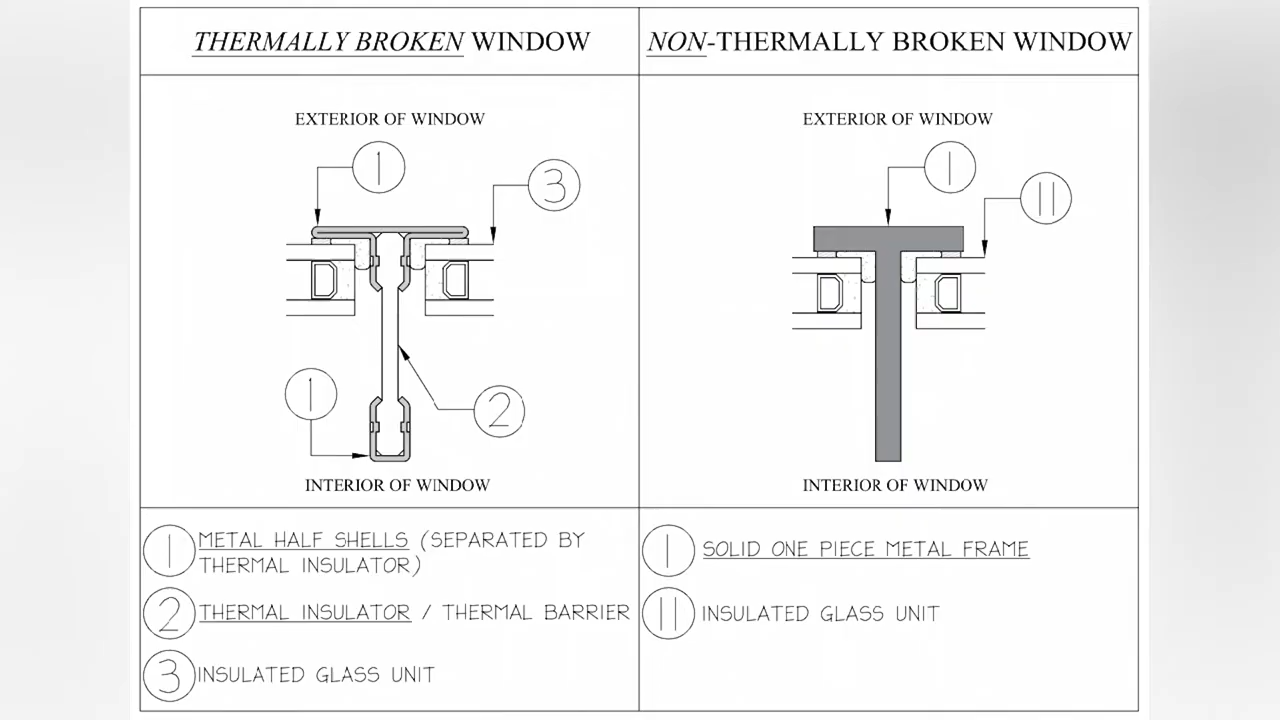 THERMALLY BROKEN WINDOW
NON-THERMALLY BROKEN WINDOW
EXTERIOR OF WINDOW
1
3
1
2
INTERIOR OF WINDOW
EXTERIOR OF WINDOW
1
11
INTERIOR OF WINDOW
1 METAL HALF SHELLS (SEPARATED BY
THERMAL INSULATOR)
2 THERMAL INSULATOR / THERMAL BARRIER
3 INSULATED GLASS UNIT
1 SOLID ONE PIECE METAL FRAME
11 INSULATED GLASS UNIT